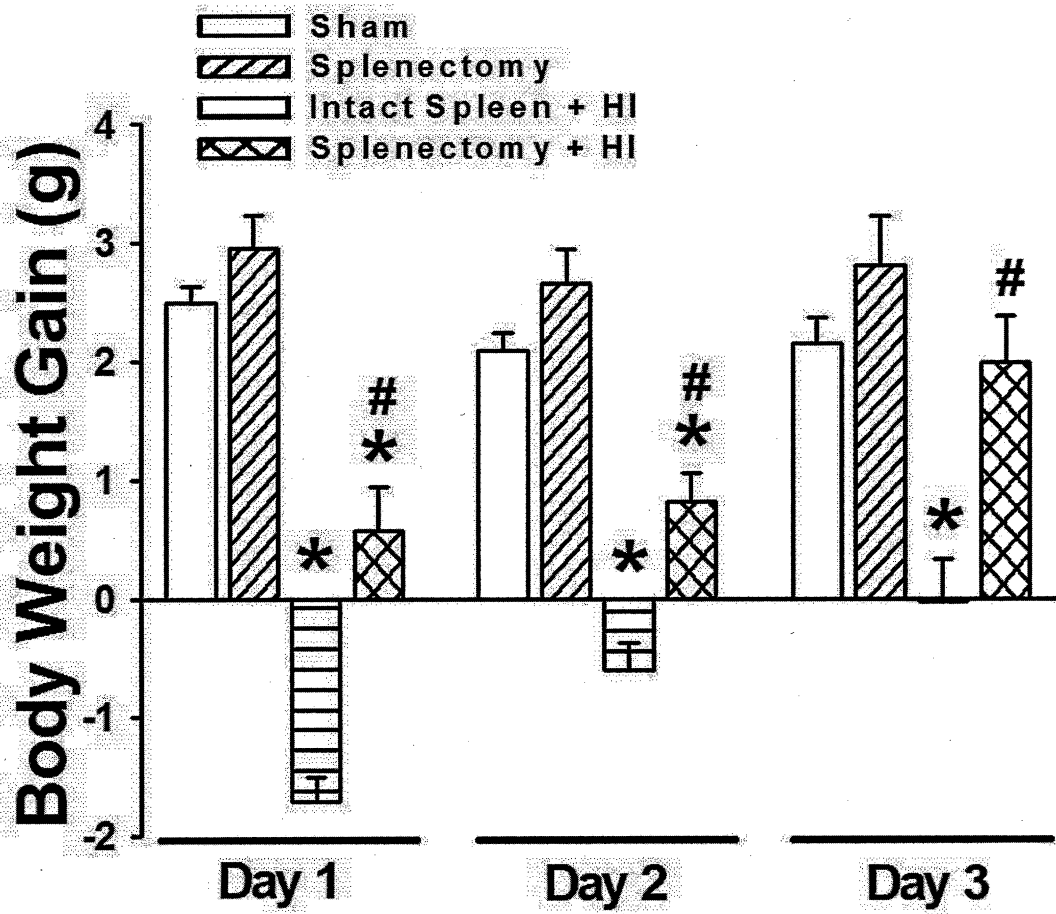 Sham
Splenectomy
Intact Spleen + HI
Splenectomy + HI
Body Weight Gain (g)
4
3
2
1
0
-1
-2
#
*
#
*
#
*
*
*
Day 1
Day 2
Day 3